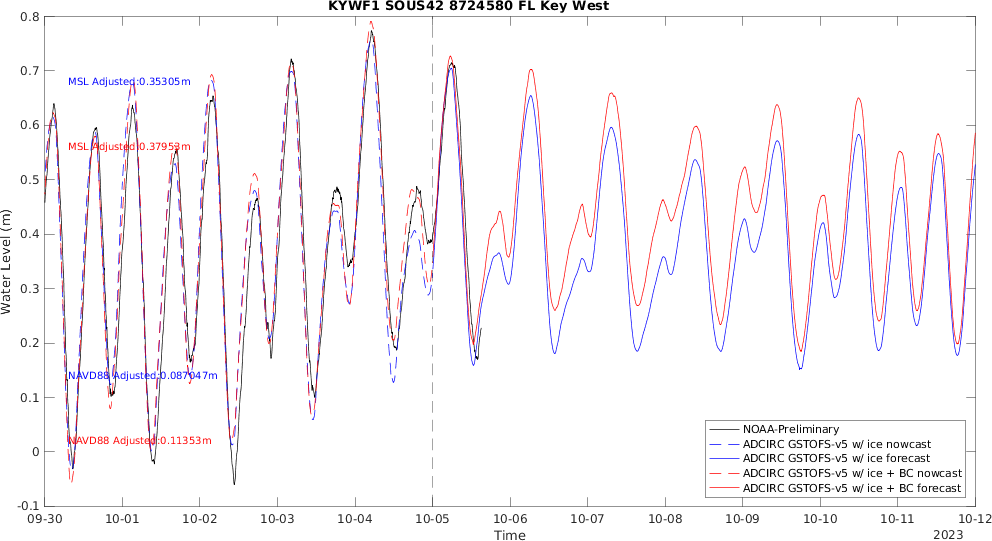 KYWF1 SOUS42 8724580 FL Key West
0.8
0.7
0.6
0.5
0.4
0.3
0.2
0.1
0
-0.1
Water Level (m)
MSL Adjusted:0.35305m
MSL Adjusted:0.37953m
NAVD88 Adjusted:0.087047m
NAVD88 Adjusted:0.11353m
NOAA-Preliminary
ADCIRC GSTOFS-v5 w/ ice nowcast
ADCIRC GSTOFS-v5 w/ ice forecast
ADCIRC GSTOFS-v5 w/ ice + BC nowcast
ADCIRC GSTOFS-v5 w/ ice + BC forecast
09-30 10-01 10-02 10-03 10-04 10-05 10-06 10-07 10-08 10-09 10-10 10-11 10-12
Time
2023